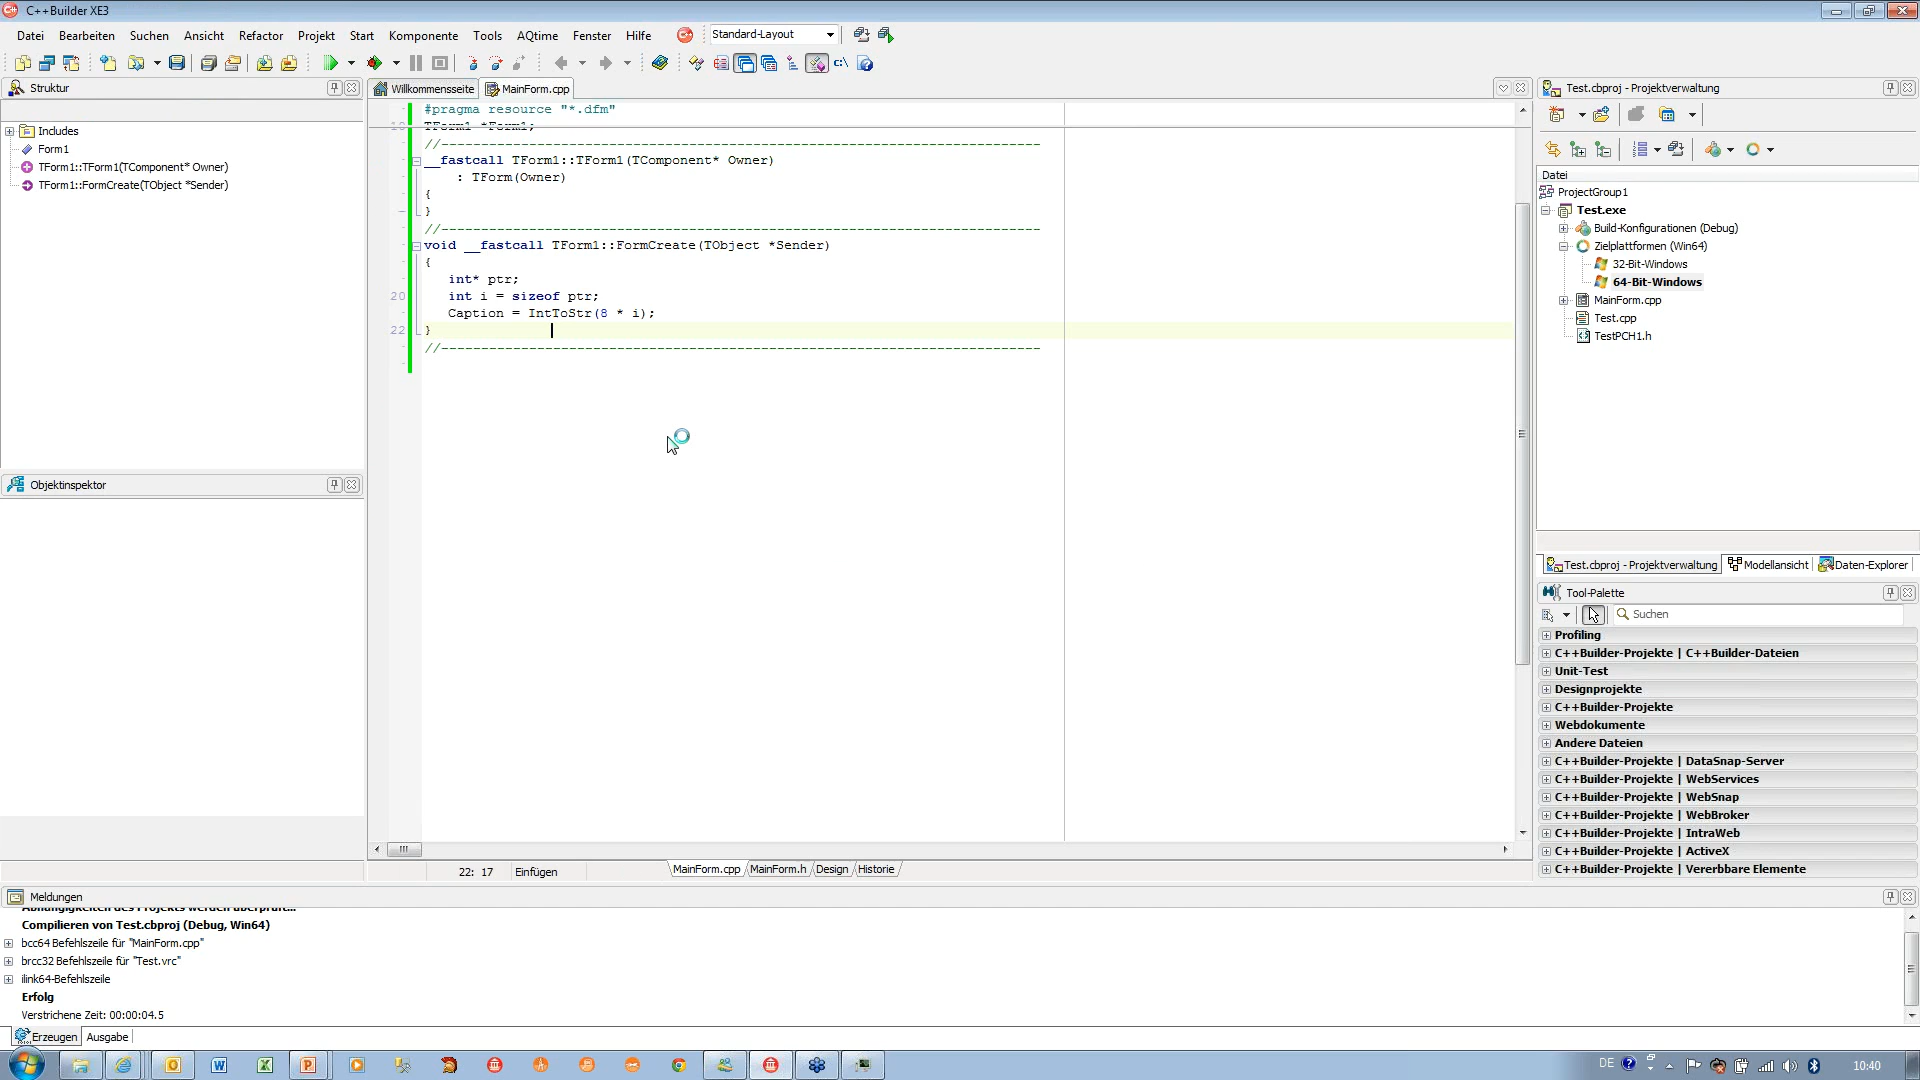 C++Builder XE3
Datei Bearbeiten Suchen Ansicht Refactor Projekt Start Komponente Tools AQtime Fenster Hilfe Standard-Layout
Struktur
Includes
Form1
TForm1::TForm1(TComponent* Owner)
TForm1::FormCreate(TObject *Sender)
Objektinspektor
Willkommensseite MainForm.cpp
#pragma resource "*.dfm"
10 TForm1 *Form1;
//---------------------------------------------------------------------------
__fastcall TForm1::TForm1(TComponent* Owner)
: TForm(Owner)
{
}
//---------------------------------------------------------------------------
void __fastcall TForm1::FormCreate(TObject *Sender)
{
int* ptr;
20 int i = sizeof ptr;
Caption = IntToStr(8 * i);
22 }
//---------------------------------------------------------------------------
22: 17 Einfügen MainForm.cpp MainForm.h Design Historie
Test.cbproj - Projektverwaltung
Datei
ProjectGroup1
Test.exe
Build-Konfigurationen (Debug)
Zielplattformen (Win64)
32-Bit-Windows
64-Bit-Windows
MainForm.cpp
Test.cpp
TestPCH1.h
Test.cbproj - Projektverwaltung Modellansicht Daten-Explorer
Tool-Palette
Suchen
Profiling
C++Builder-Projekte | C++Builder-Dateien
Unit-Test
Designprojekte
C++Builder-Projekte
Webdokumente
Andere Dateien
C++Builder-Projekte | DataSnap-Server
C++Builder-Projekte | WebServices
C++Builder-Projekte | WebSnap
C++Builder-Projekte | WebBroker
C++Builder-Projekte | IntraWeb
C++Builder-Projekte | ActiveX
C++Builder-Projekte | Vererbbare Elemente
Meldungen
Abhängigkeiten des Projekts werden überprüft...
Compilieren von Test.cbproj (Debug, Win64)
bcc64 Befehlszeile für "MainForm.cpp"
brcc32 Befehlszeile für "Test.vrc"
ilink64-Befehlszeile
Erfolg
Verstrichene Zeit: 00:00:04.5
Erzeugen Ausgabe
DE 10:40